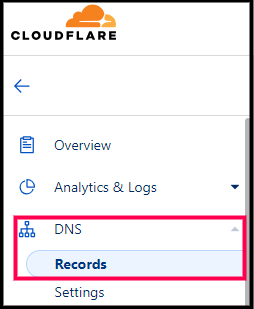 CLOUDFLARE
Overview
Analytics & Logs
DNS
Records
Settings